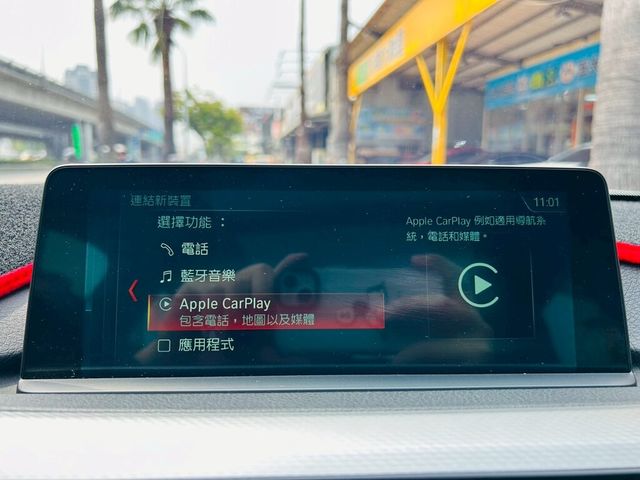 連結新裝置
11:01
選擇功能：
電話
藍牙音樂
Apple CarPlay
包含電話，地圖以及媒體
應用程式
Apple CarPlay 例如適用導航系
統，電話和媒體。